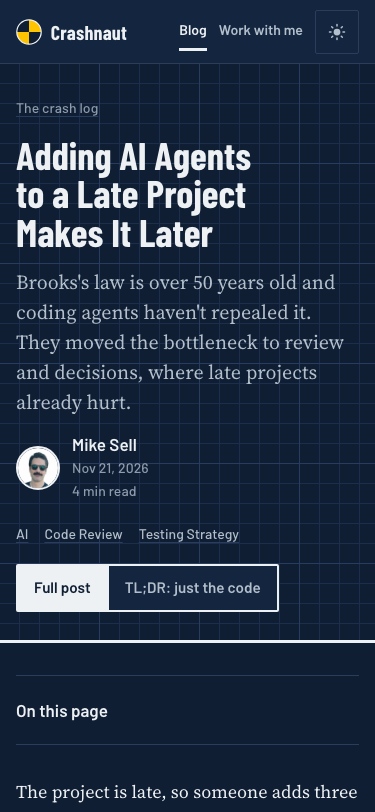 Crashnaut
Blog
Work with me
The crash log
Adding AI Agents
to a Late Project
Makes It Later
Brooks's law is over 50 years old and
coding agents haven't repealed it.
They moved the bottleneck to review
and decisions, where late projects
already hurt.
Mike Sell
Nov 21, 2026
4 min read
AI
Code Review
Testing Strategy
Full post
TL;DR: just the code
On this page
The project is late, so someone adds three